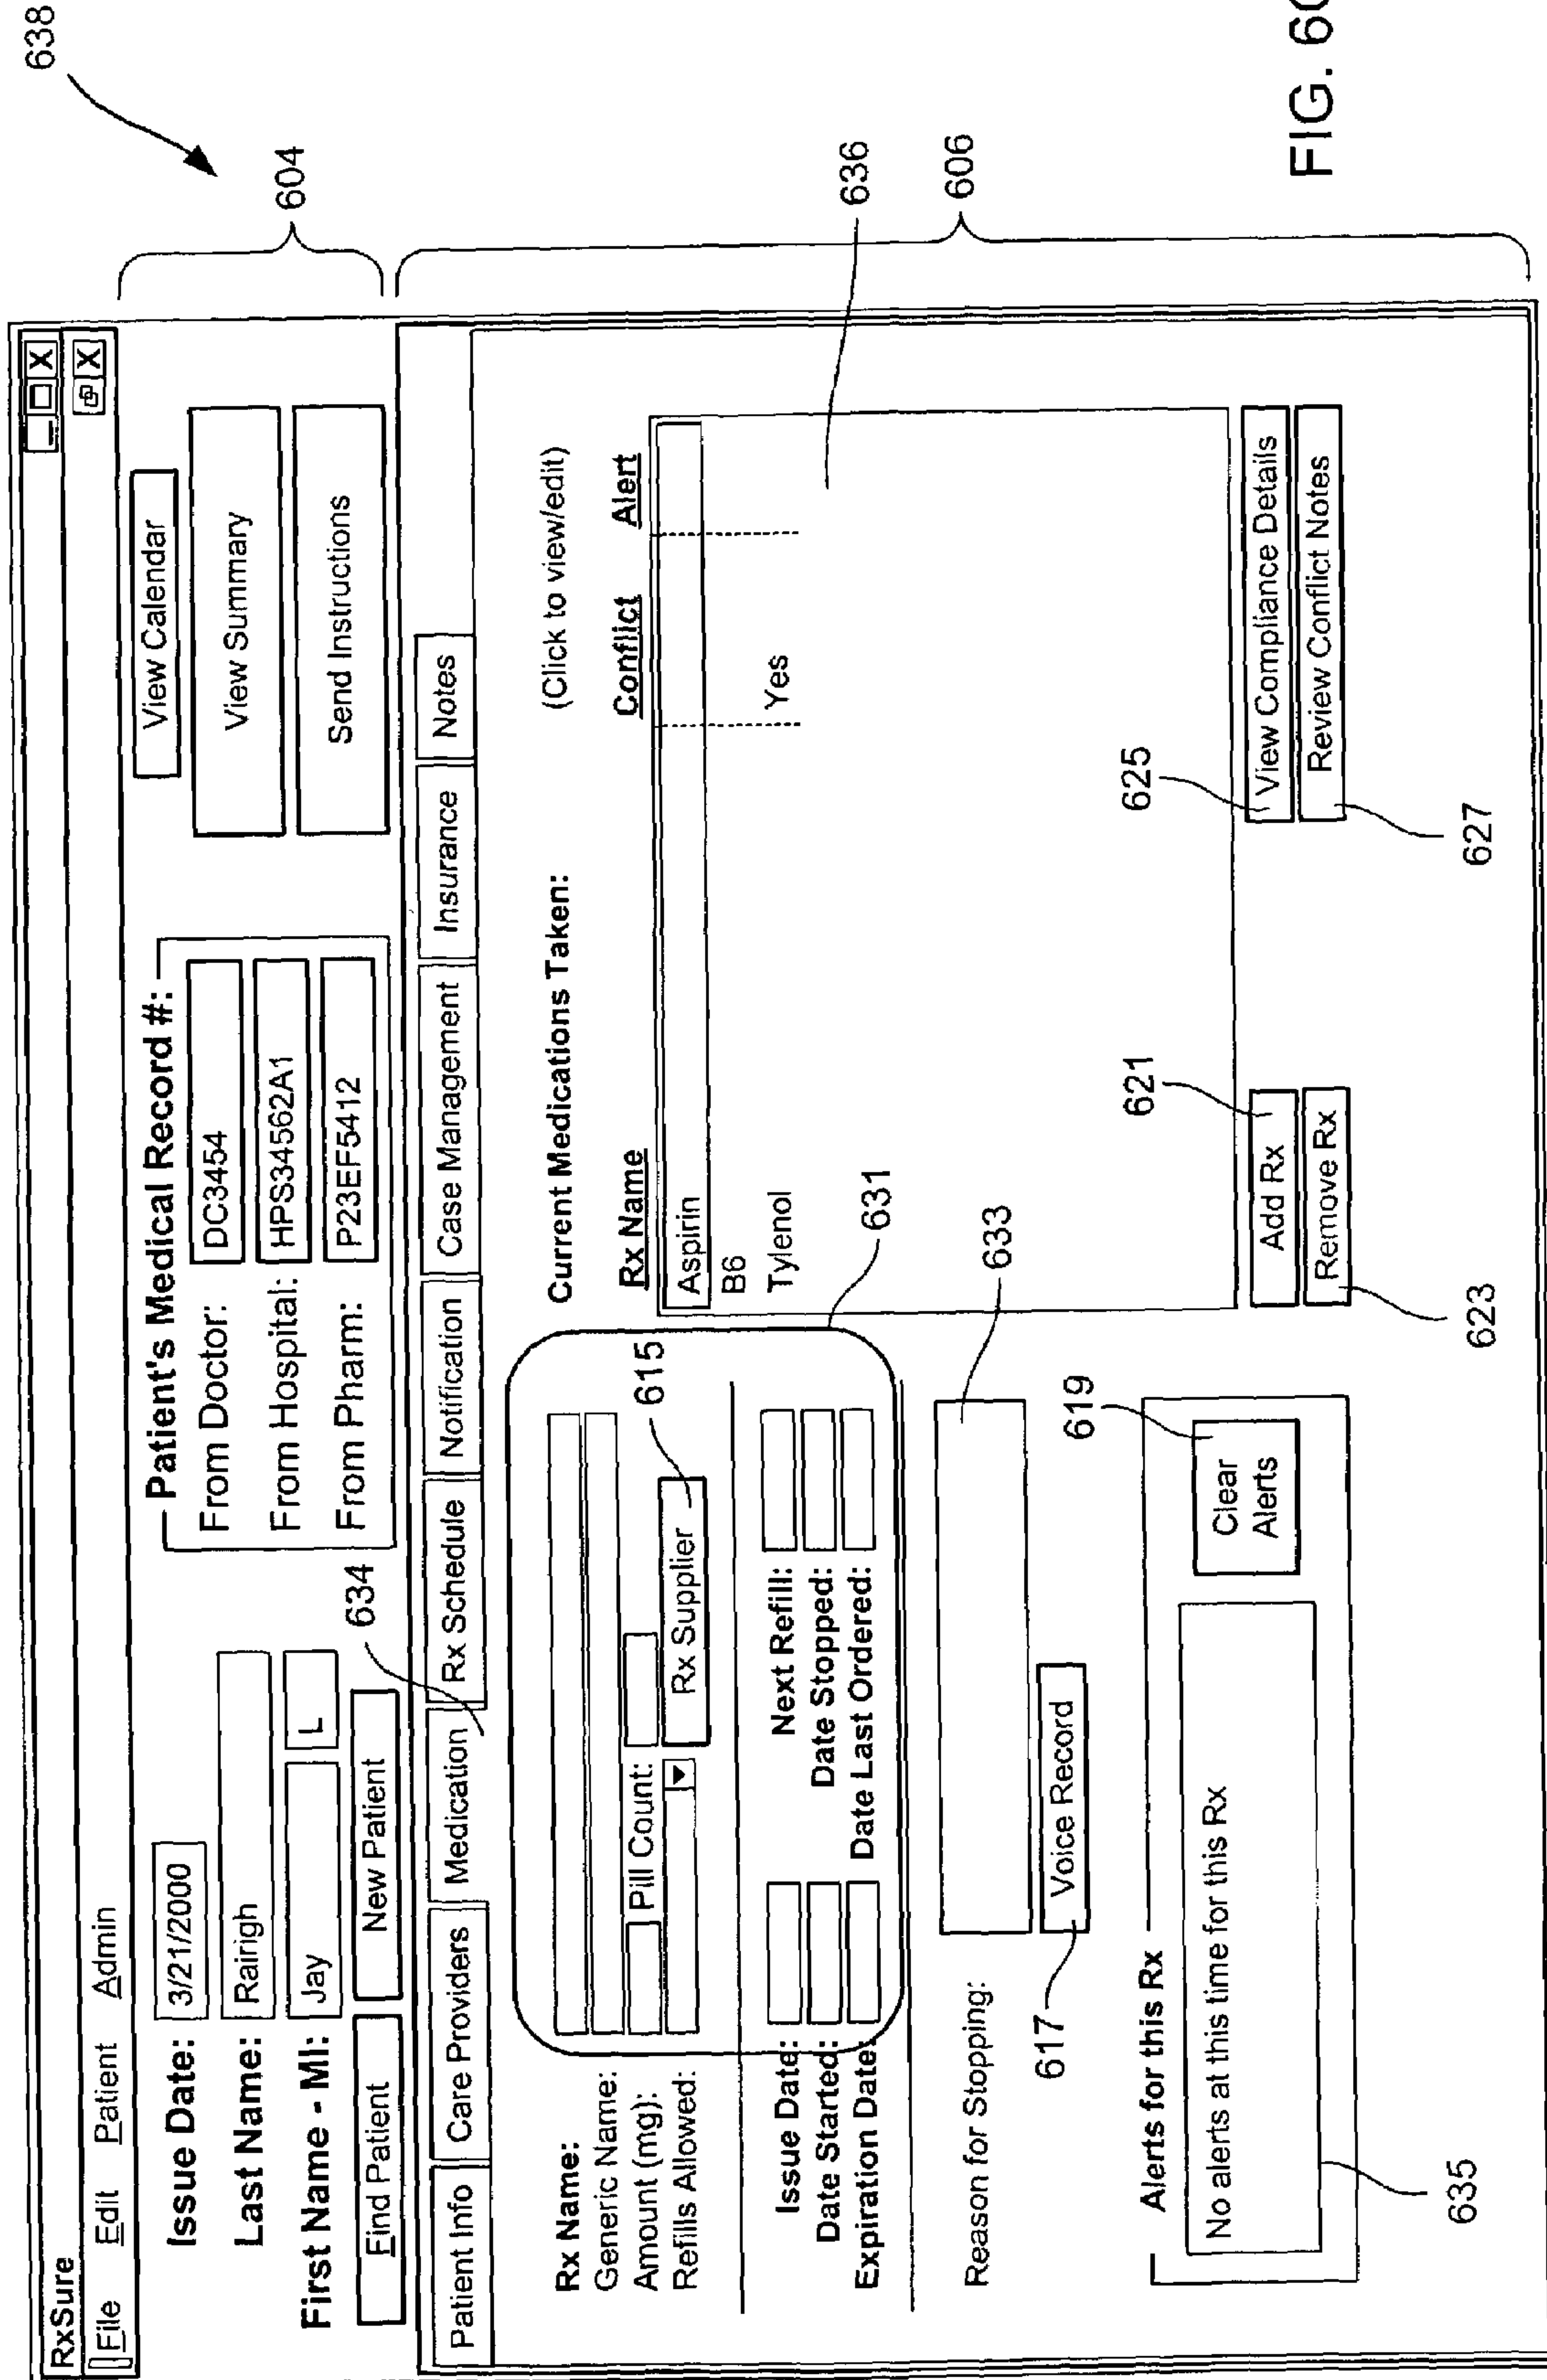 638
RxSure
File Edit Patient Admin
604
Issue Date: 3/21/2000
Last Name: Rairigh
First Name - MI: Jay L
Find Patient New Patient
Patient's Medical Record #:
From Doctor: DC3454
From Hospital: HPS34562A1
From Pharm: P23EF5412
View Calendar
View Summary
Send Instructions
634
Patient Info Care Providers Medication Rx Schedule Notification Case Management Insurance Notes
Rx Name:
Generic Name:
Amount (mg): Pill Count:
Refills Allowed: Rx Supplier
615
Issue Date: Next Refill:
Date Started: Date Stopped:
Expiration Date: Date Last Ordered:
631
Reason for Stopping:
633
Voice Record
617
619
Alerts for this Rx
No alerts at this time for this Rx
Clear
Alerts
635
Current Medications Taken: (Click to view/edit)
Rx Name Conflict Alert
Aspirin
B6
Tylenol Yes
636
606
621
625
Add Rx View Compliance Details
Remove Rx Review Conflict Notes
623
627